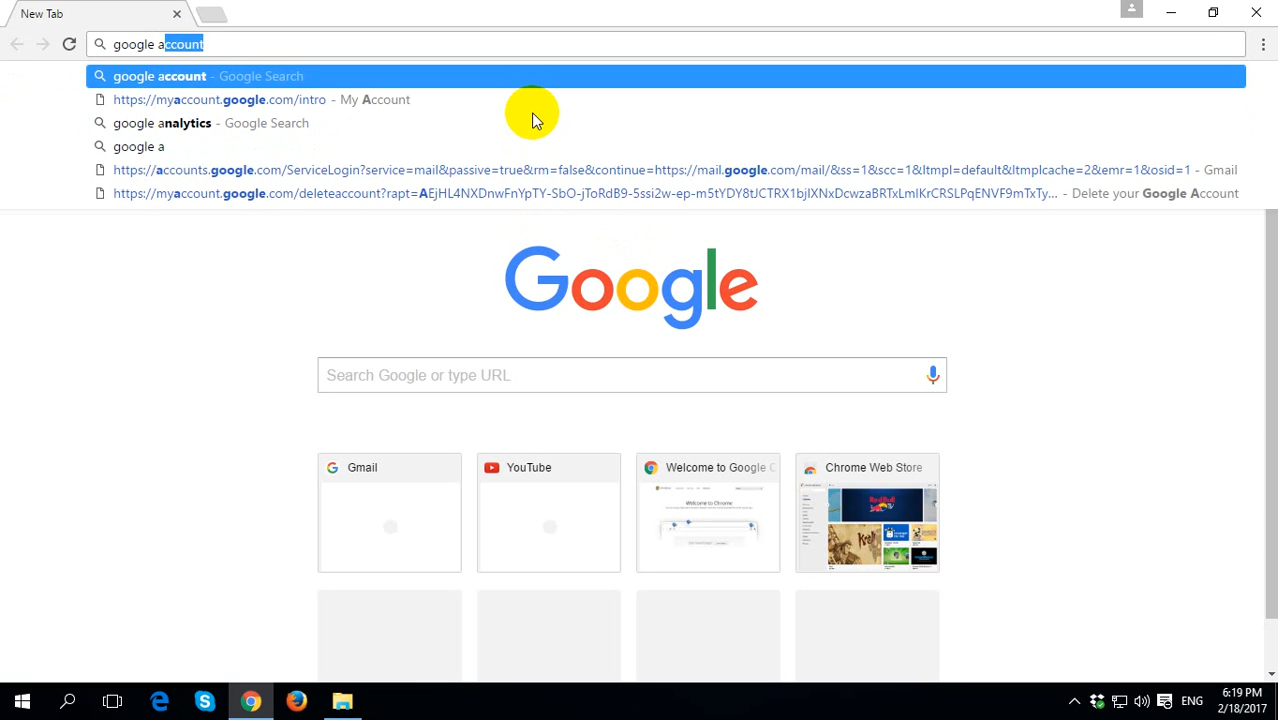 New Tab
google account
google account - Google Search
https://myaccount.google.com/intro - My Account
google analytics - Google Search
google a
https://accounts.google.com/ServiceLogin?service=mail&passive=true&rm=false&continue=https://mail.google.com/mail/&ss=1&scc=1&ltmpl=default&ltmplcache=2&emr=1&osid=1 - Gmail
https://myaccount.google.com/deleteaccount?rapt=AEjHL4NXDnwFnYpTY-SbO-jToRdB9-5ssi2w-ep-m5tYDY8tJCTRX1bjlXNxDcwzaBRTxLmIKrCRSLPqENVF9mTxTy... - Delete your Google Account
Google
Search Google or type URL
Gmail
YouTube
Welcome to Google C
Chrome Web Store
Welcome to Chrome
ENG
6:19 PM
2/18/2017